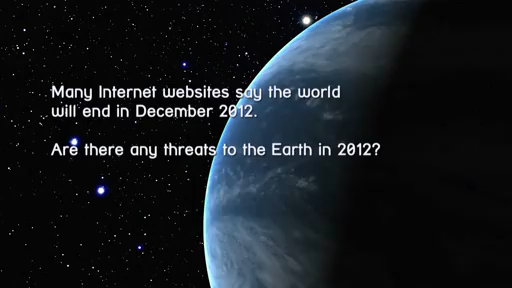 Many Internet websites say the world
will end in December 2012.
Are there any threats to the Earth in 2012?